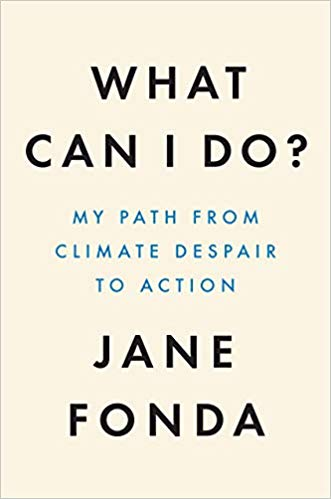 WHAT
CAN I DO?
MY PATH FROM
CLIMATE DESPAIR
TO ACTION
JANE
FONDA